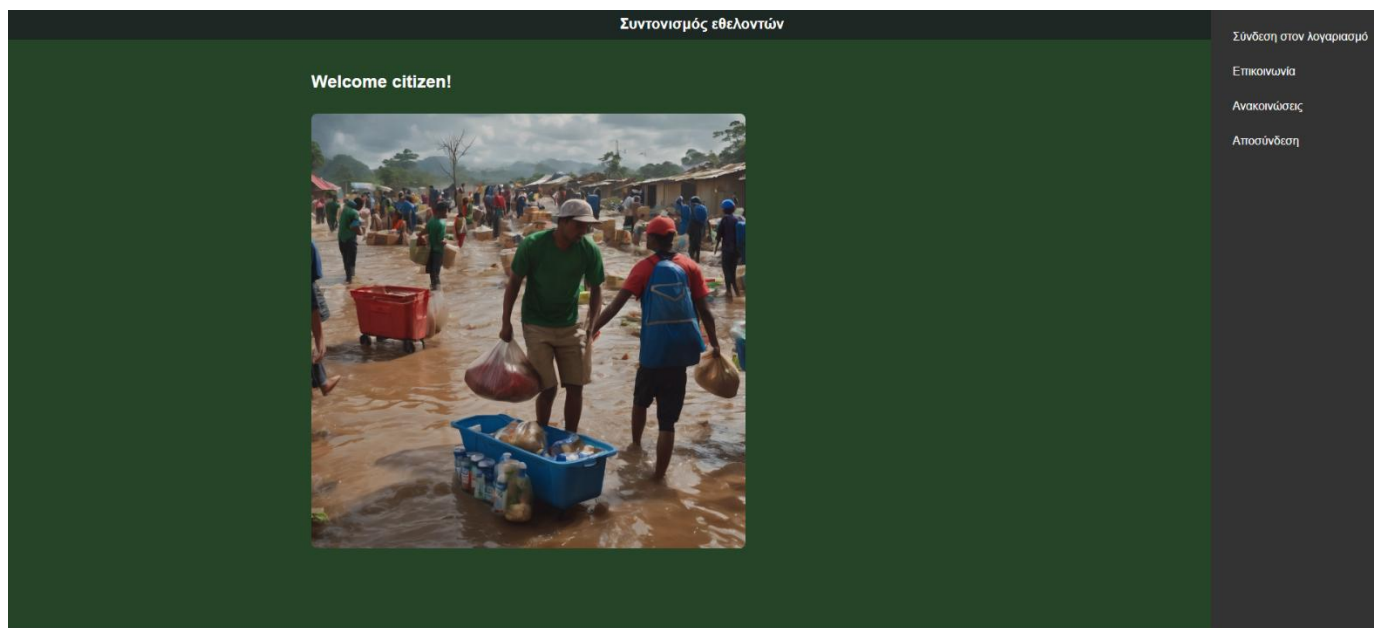 Συντονισμός εθελοντών
Welcome citizen!
Σύνδεση στον λογαριασμό
Επικοινωνία
Ανακοινώσεις
Αποσύνδεση